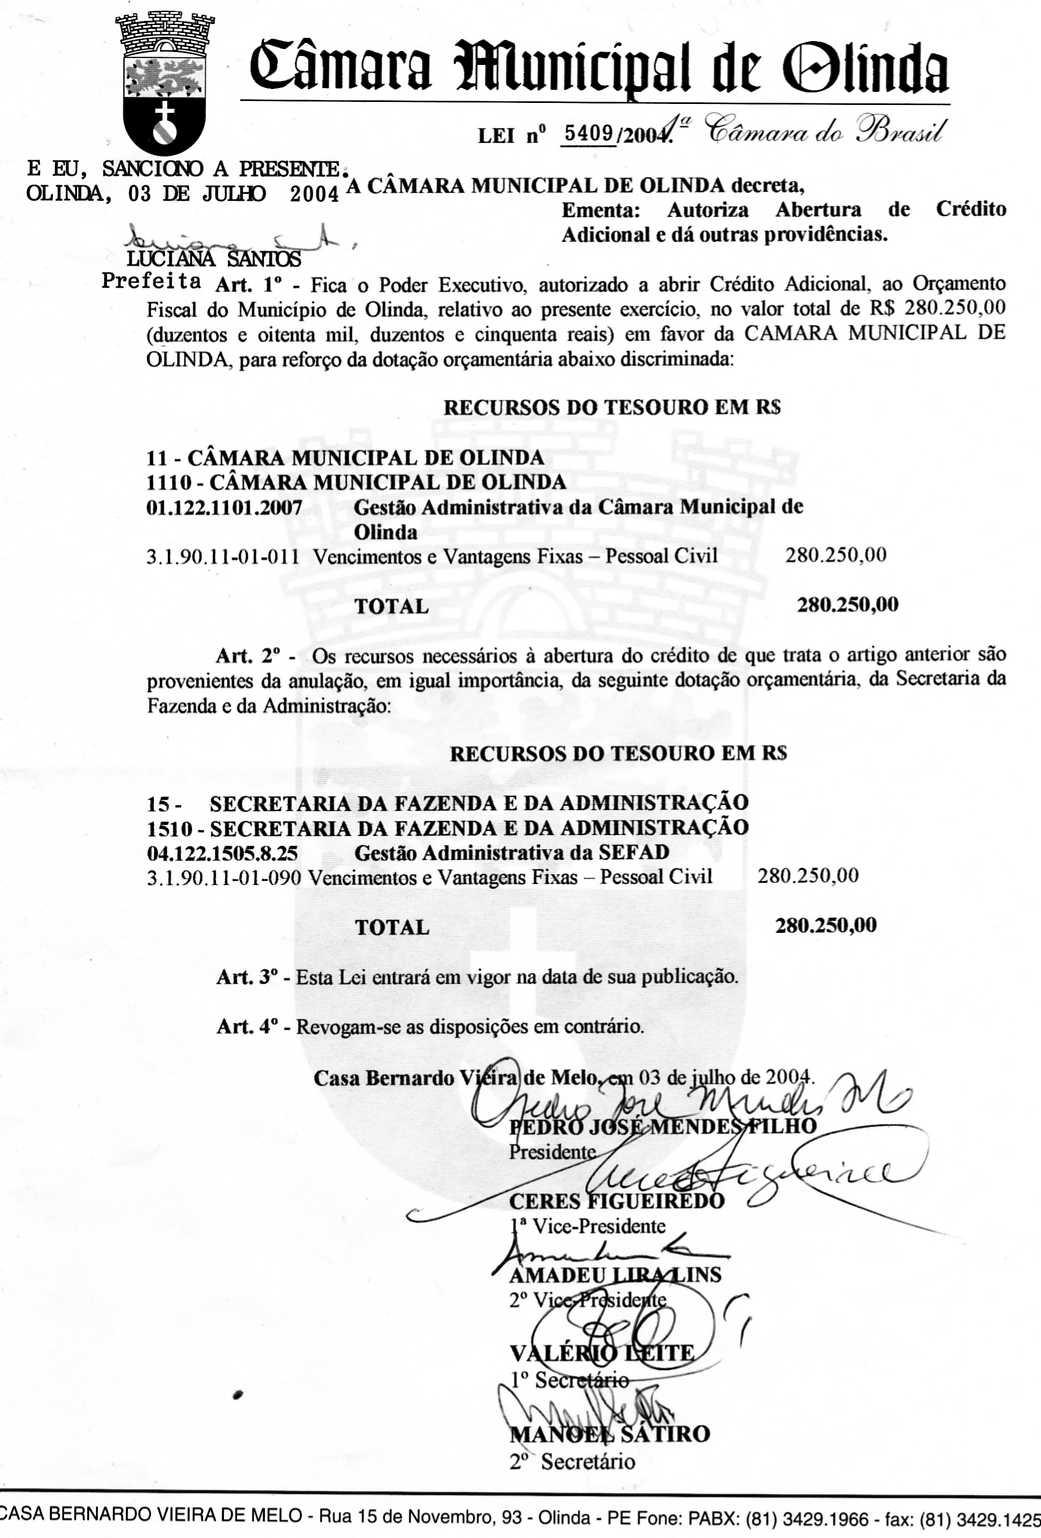 Câmara Municipal de Olinda
LEI nº 5409/2004.
1ª Câmara do Brasil
E EU, SANCIONO A PRESENTE.
OLINDA, 03 DE JULHO 2004
A CÂMARA MUNICIPAL DE OLINDA decreta,
Ementa: Autoriza Abertura de Crédito
Adicional e dá outras providências.
LUCIANA SANTOS
Prefeita
Art. 1º - Fica o Poder Executivo, autorizado a abrir Crédito Adicional, ao Orçamento
Fiscal do Município de Olinda, relativo ao presente exercício, no valor total de R$ 280.250,00
(duzentos e oitenta mil, duzentos e cinquenta reais) em favor da CAMARA MUNICIPAL DE
OLINDA, para reforço da dotação orçamentária abaixo discriminada:
RECURSOS DO TESOURO EM R$
11 - CÂMARA MUNICIPAL DE OLINDA
1110 - CÂMARA MUNICIPAL DE OLINDA
01.122.1101.2007 Gestão Administrativa da Câmara Municipal de
Olinda
3.1.90.11-01-011 Vencimentos e Vantagens Fixas – Pessoal Civil 280.250,00
TOTAL 280.250,00
Art. 2º - Os recursos necessários à abertura do crédito de que trata o artigo anterior são
provenientes da anulação, em igual importância, da seguinte dotação orçamentária, da Secretaria da
Fazenda e da Administração:
RECURSOS DO TESOURO EM R$
15 - SECRETARIA DA FAZENDA E DA ADMINISTRAÇÃO
1510 - SECRETARIA DA FAZENDA E DA ADMINISTRAÇÃO
04.122.1505.8.25 Gestão Administrativa da SEFAD
3.1.90.11-01-090 Vencimentos e Vantagens Fixas – Pessoal Civil 280.250,00
TOTAL 280.250,00
Art. 3º - Esta Lei entrará em vigor na data de sua publicação.
Art. 4º - Revogam-se as disposições em contrário.
Casa Bernardo Vieira de Melo, em 03 de julho de 2004.
Pedro José Mendes
PEDRO JOSÉ MENDES FILHO
Presidente
Figueiredo
CERES FIGUEIREDO
1ª Vice-Presidente
AMADEU LIRA LINS
2º Vice-Presidente
VALÉRIO LEITE
1º Secretário
MANOEL SÁTIRO
2º Secretário
CASA BERNARDO VIEIRA DE MELO - Rua 15 de Novembro, 93 - Olinda - PE Fone: PABX: (81) 3429.1966 - fax: (81) 3429.1425